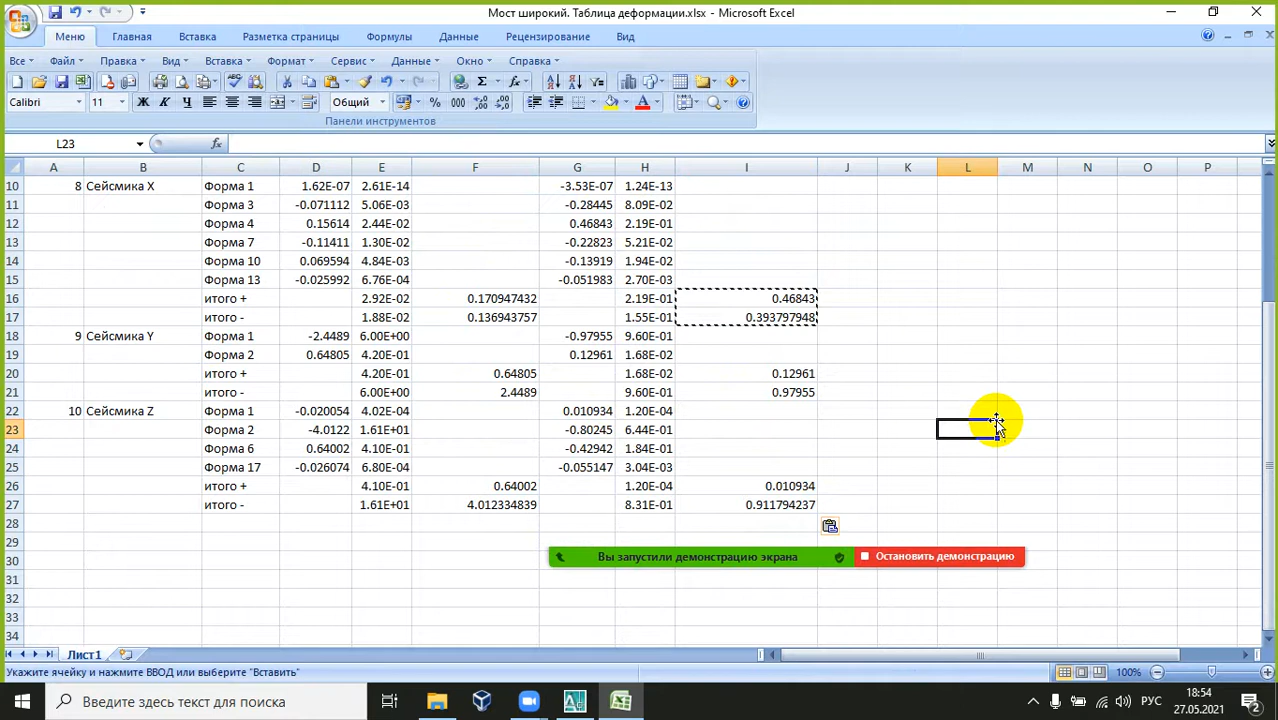 Мост широкий. Таблица деформации.xlsx - Microsoft Excel
Меню Главная Вставка Разметка страницы Формулы Данные Рецензирование Вид
Все Файл Правка Вид Вставка Формат Сервис Данные Окно Справка
Calibri 11 Ж К Ч Общий % 000
Панели инструментов
L23 fx
A B C D E F G H I J K L M N O P
10 8 Сейсмика X Форма 1 1.62E-07 2.61E-14 -3.53E-07 1.24E-13
11 Форма 3 -0.071112 5.06E-03 -0.28445 8.09E-02
12 Форма 4 0.15614 2.44E-02 0.46843 2.19E-01
13 Форма 7 -0.11411 1.30E-02 -0.22823 5.21E-02
14 Форма 10 0.069594 4.84E-03 -0.13919 1.94E-02
15 Форма 13 -0.025992 6.76E-04 -0.051983 2.70E-03
16 итого + 2.92E-02 0.170947432 2.19E-01 0.46843
17 итого - 1.88E-02 0.136943757 1.55E-01 0.393797948
18 9 Сейсмика Y Форма 1 -2.4489 6.00E+00 -0.97955 9.60E-01
19 Форма 2 0.64805 4.20E-01 0.12961 1.68E-02
20 итого + 4.20E-01 0.64805 1.68E-02 0.12961
21 итого - 6.00E+00 2.4489 9.60E-01 0.97955
22 10 Сейсмика Z Форма 1 -0.020054 4.02E-04 0.010934 1.20E-04
23 Форма 2 -4.0122 1.61E+01 -0.80245 6.44E-01
24 Форма 6 0.64002 4.10E-01 -0.42942 1.84E-01
25 Форма 17 -0.026074 6.80E-04 -0.055147 3.04E-03
26 итого + 4.10E-01 0.64002 1.20E-04 0.010934
27 итого - 1.61E+01 4.012334839 8.31E-01 0.911794237
28
29
Вы запустили демонстрацию экрана Остановить демонстрацию
30
31
32
33
34
Лист1
Укажите ячейку и нажмите ВВОД или выберите "Вставить" 100%
Введите здесь текст для поиска РУС 18:54
27.05.2021 2